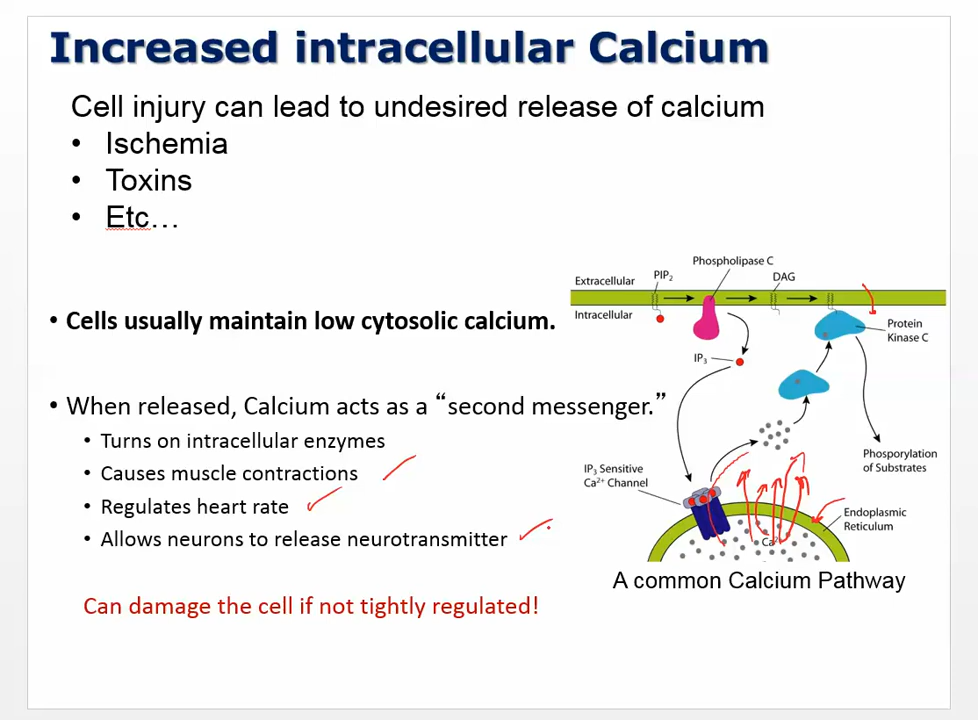 Increased intracellular Calcium
Cell injury can lead to undesired release of calcium
• Ischemia
• Toxins
• Etc…
• Cells usually maintain low cytosolic calcium.
• When released, Calcium acts as a “second messenger.”
• Turns on intracellular enzymes
• Causes muscle contractions
• Regulates heart rate
• Allows neurons to release neurotransmitter
Can damage the cell if not tightly regulated!
Phospholipase C
Extracellular
PIP2
DAG
Intracellular
Protein
Kinase C
IP3
Phosporylation
of Substrates
IP3 Sensitive
Ca2+ Channel
Endoplasmic
Reticulum
A common Calcium Pathway